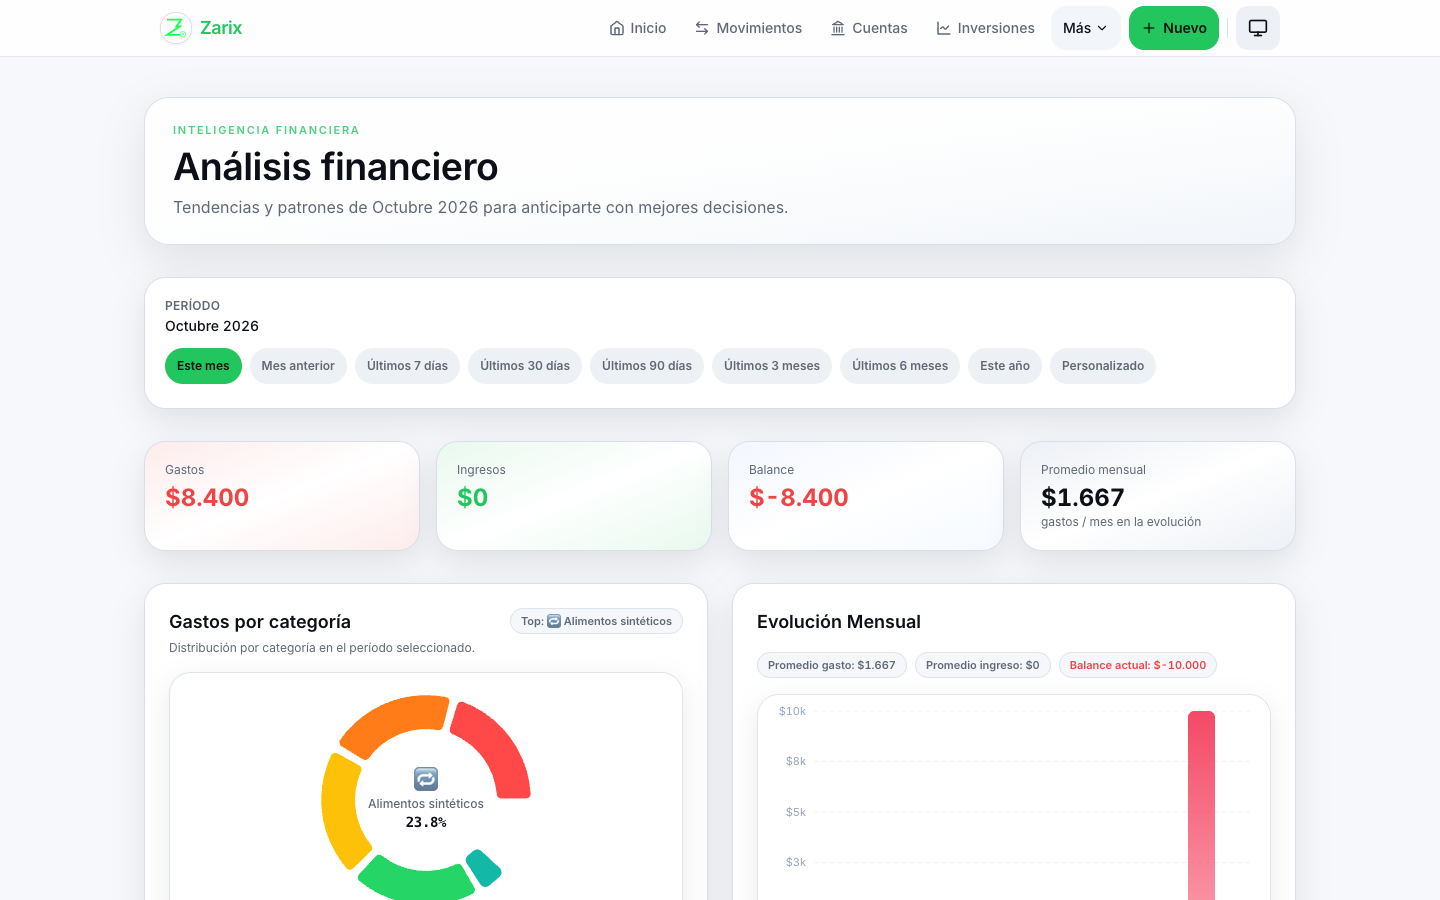 Zarix
Inicio
Movimientos
Cuentas
Inversiones
Más
Nuevo
INTELIGENCIA FINANCIERA
Análisis financiero
Tendencias y patrones de Octubre 2026 para anticiparte con mejores decisiones.
PERÍODO
Octubre 2026
Este mes
Mes anterior
Últimos 7 días
Últimos 30 días
Últimos 90 días
Últimos 3 meses
Últimos 6 meses
Este año
Personalizado
Gastos
$8.400
Ingresos
$0
Balance
$-8.400
Promedio mensual
$1.667
gastos / mes en la evolución
Gastos por categoría
Top: 🔁 Alimentos sintéticos
Distribución por categoría en el período seleccionado.
Alimentos sintéticos
23.8%
Evolución Mensual
Promedio gasto: $1.667
Promedio ingreso: $0
Balance actual: $-10.000
$10k
$8k
$5k
$3k